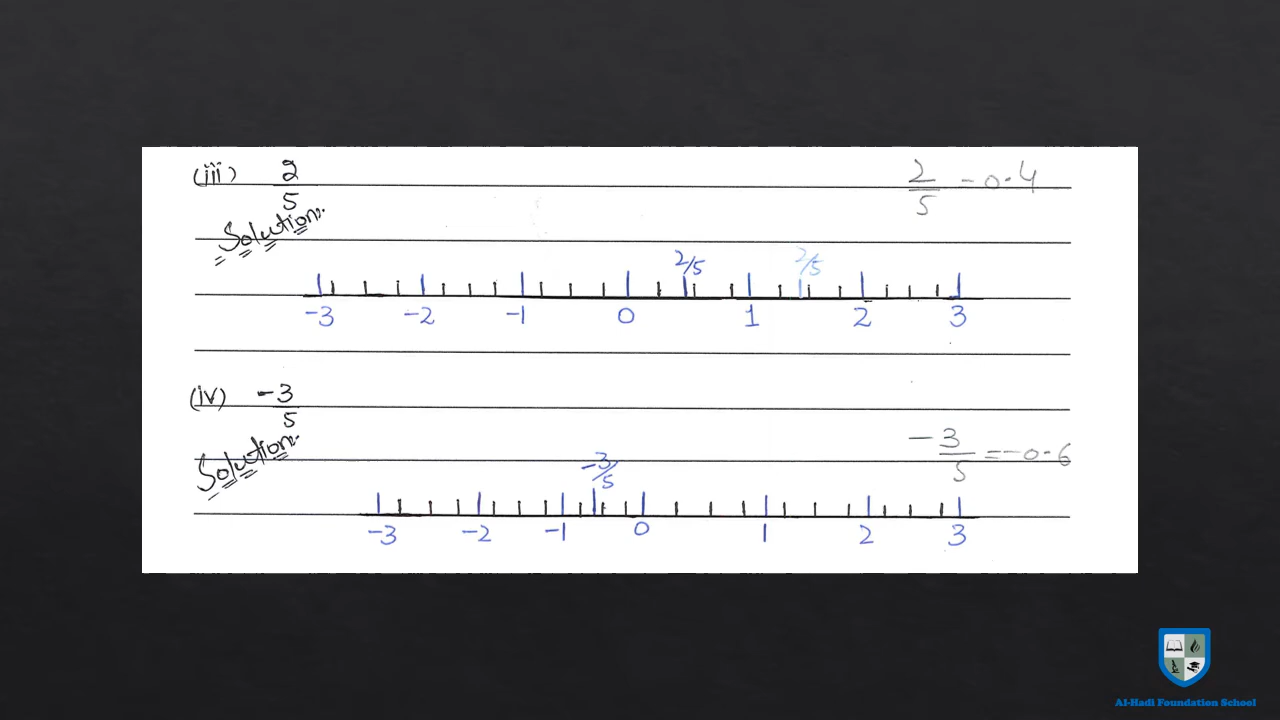 (iii) 2/5
2/5 - 0.4
Solution.
2/5 2/5
-3 -2 -1 0 1 2 3
(iv) -3/5
-3/5 = -0.6
Solution.
-3/5
-3 -2 -1 0 1 2 3
Al-Hadi Foundation School